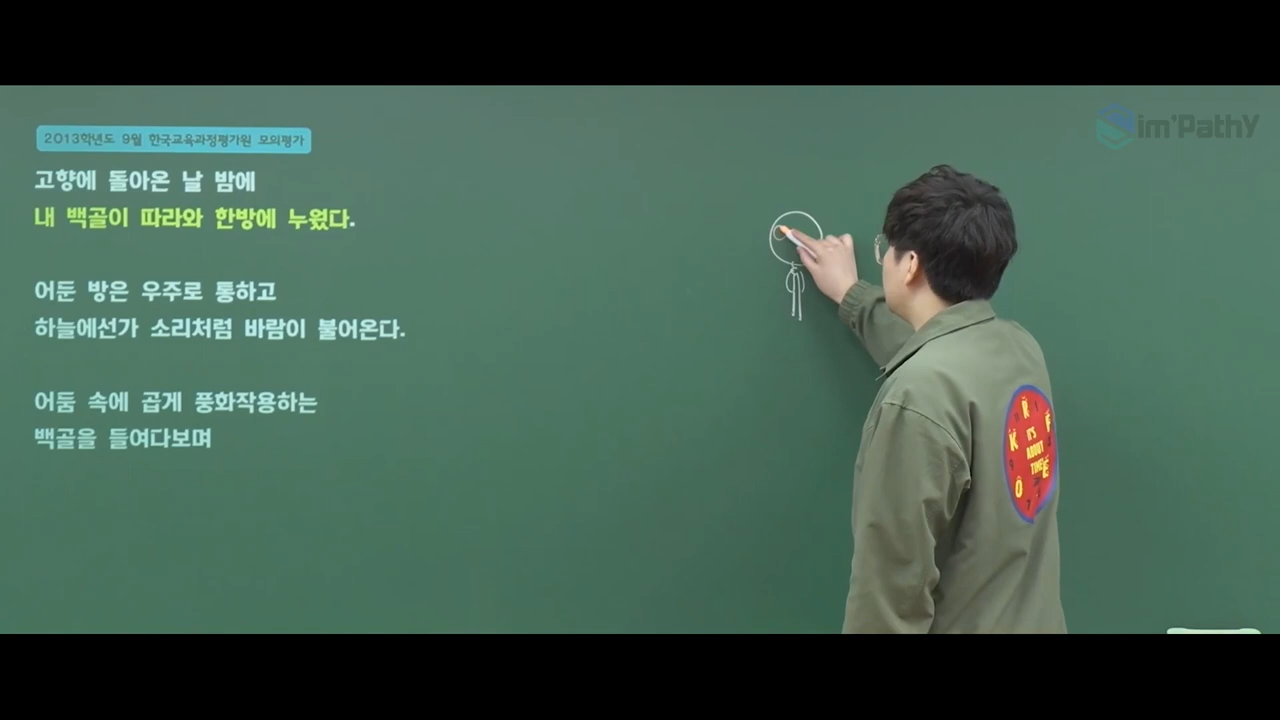 2013학년도 9월 한국교육과정평가원 모의평가
im'PathY
고향에 돌아온 날 밤에
내 백골이 따라와 한방에 누웠다.
어둔 방은 우주로 통하고
하늘에선가 소리처럼 바람이 불어온다.
어둠 속에 곱게 풍화작용하는
백골을 들여다보며
K O R F E
IT'S
ABOUT
TIME